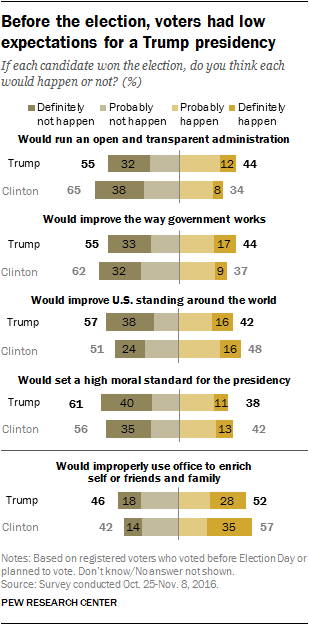 Before the election, voters had low
expectations for a Trump presidency
If each candidate won the election, do you think each
would happen or not? (%)
Definitely not happen Probably not happen Probably happen Definitely happen
Would run an open and transparent administration
Trump 55 32 12 44
Clinton 65 38 8 34
Would improve the way government works
Trump 55 33 17 44
Clinton 62 32 9 37
Would improve U.S. standing around the world
Trump 57 38 16 42
Clinton 51 24 16 48
Would set a high moral standard for the presidency
Trump 61 40 11 38
Clinton 56 35 13 42
Would improperly use office to enrich
self or friends and family
Trump 46 18 28 52
Clinton 42 14 35 57
Notes: Based on registered voters who voted before Election Day or
planned to vote. Don't know/No answer not shown.
Source: Survey conducted Oct. 25-Nov. 8, 2016.
PEW RESEARCH CENTER